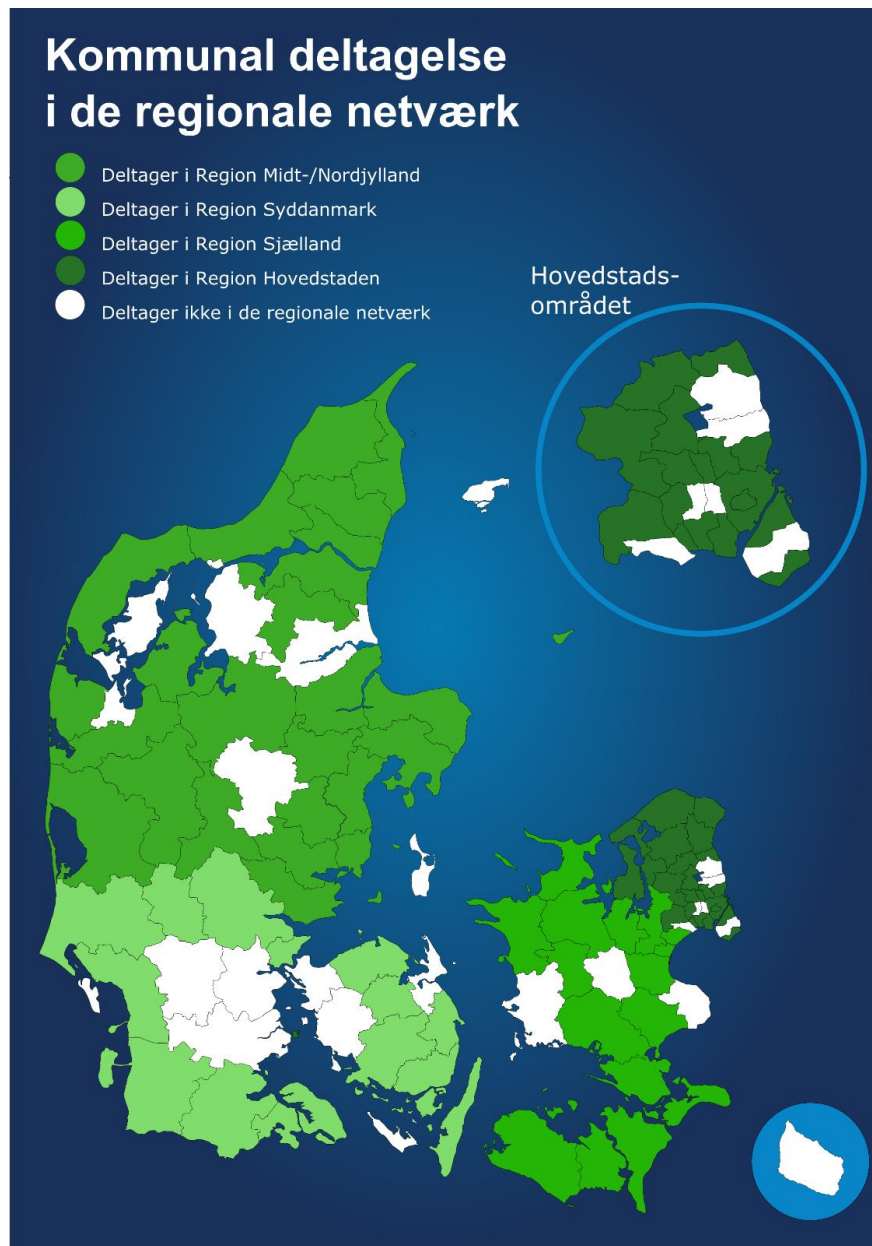 Kommunal deltagelse
i de regionale netværk
Deltager i Region Midt-/Nordjylland
Deltager i Region Syddanmark
Deltager i Region Sjælland
Deltager i Region Hovedstaden
Deltager ikke i de regionale netværk
Hovedstads-
området